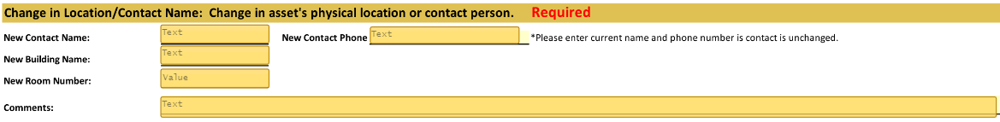 Change in Location/Contact Name: Change in asset's physical location or contact person. Required
New Contact Name: Text New Contact Phone Text *Please enter current name and phone number is contact is unchanged.
New Building Name: Text
New Room Number: Value
Comments: Text